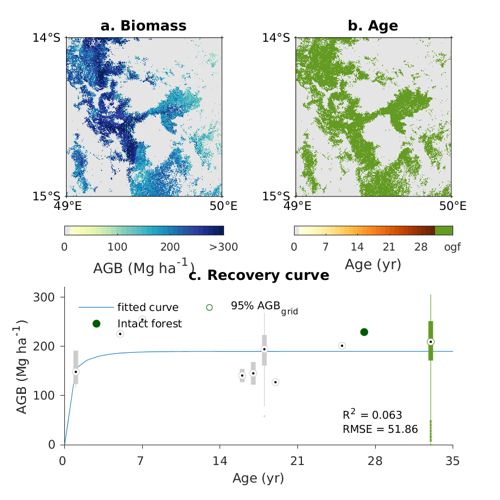 a. Biomass
b. Age
14°S
15°S
49°E
50°E
14°S
15°S
49°E
50°E
0 100 200 >300
AGB (Mg ha⁻¹)
0 7 14 21 28 ogf
Age (yr)
c. Recovery curve
AGB (Mg ha⁻¹)
300
200
100
0
fitted curve
Intact forest
95% AGB_grid
R² = 0.063
RMSE = 51.86
0 7 14 21 28 35
Age (yr)